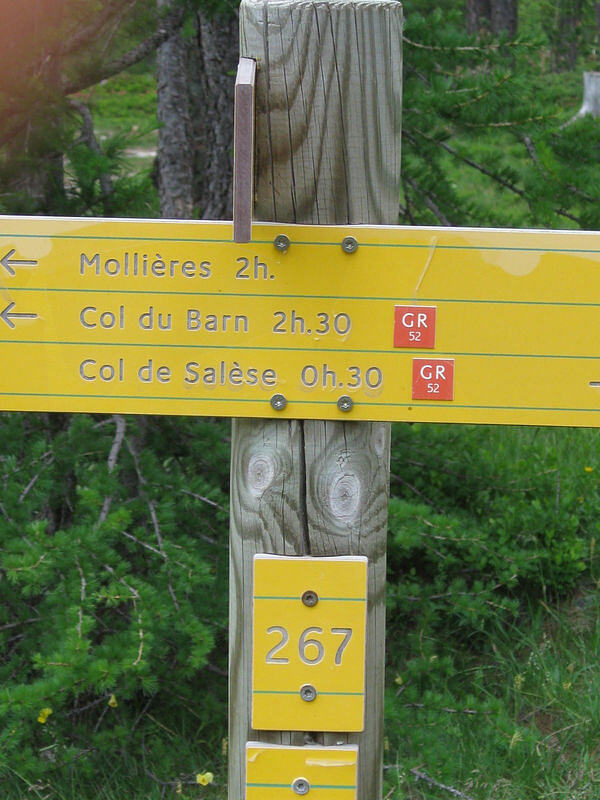 ← Mollières 2h.
← Col du Barn 2h.30 GR 52
Col de Salèse 0h.30 GR 52
267